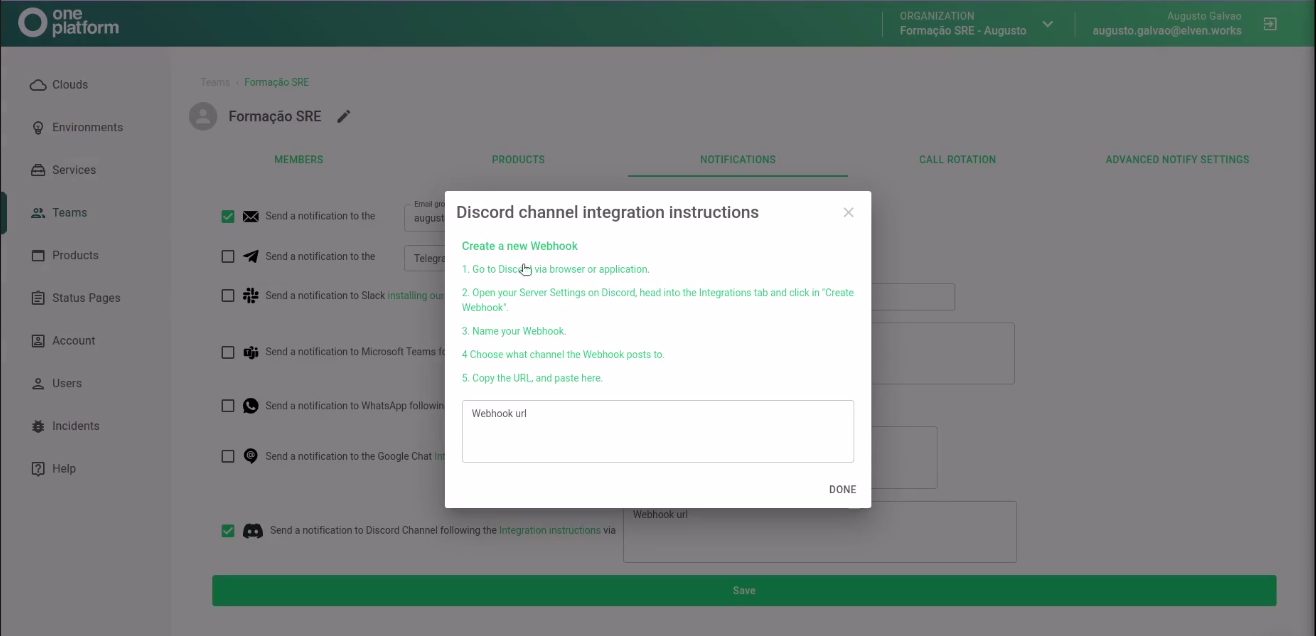 one
platform
ORGANIZATION
Formação SRE - Augusto
Augusto Galvao
augusto.galvao@elven.works
Clouds
Environments
Services
Teams
Products
Status Pages
Account
Users
Incidents
Help
Teams › Formação SRE
Formação SRE
MEMBERS
PRODUCTS
NOTIFICATIONS
CALL ROTATION
ADVANCED NOTIFY SETTINGS
Send a notification to the
Email gro
august
Send a notification to the
Telegra
Send a notification to Slack installing our
Send a notification to Microsoft Teams fo
Send a notification to WhatsApp followin
Send a notification to the Google Chat Int
Send a notification to Discord Channel following the Integration instructions via
Webhook url
Save
Discord channel integration instructions
Create a new Webhook
1. Go to Discord via browser or application.
2. Open your Server Settings on Discord, head into the Integrations tab and click in "Create
Webhook".
3. Name your Webhook.
4 Choose what channel the Webhook posts to.
5. Copy the URL, and paste here.
Webhook url
DONE